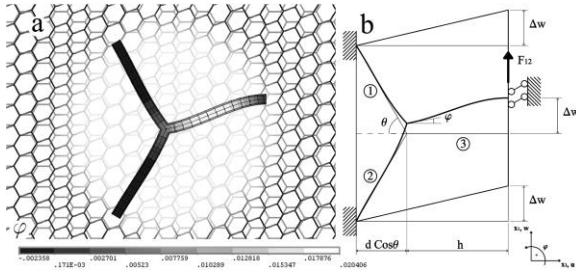 a
φ
-.002358
.171E-03
.002701
.00523
.007759
.010289
.012818
.015347
.017876
.020406
b
Δw
F₁₂
①
θ
φ
Δw
②
③
Δw
d Cosθ
h
x₂, w
φ
x₁, u